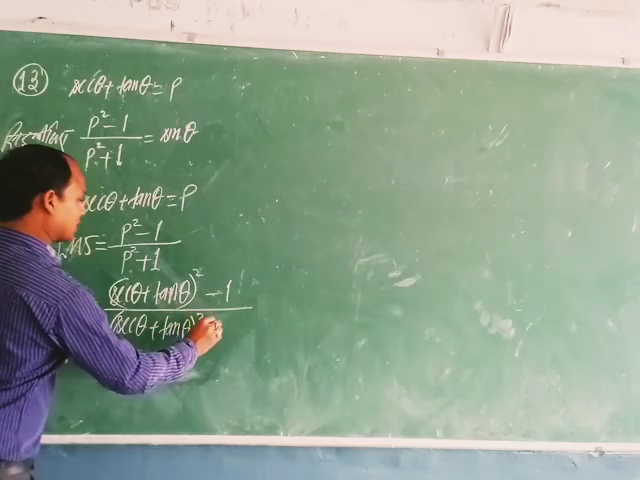 (13) secθ + tanθ = P
P² - 1 / P² + 1 = sinθ
secθ + tanθ = P
LHS = P² - 1 / P² + 1
(secθ + tanθ)² - 1
(secθ + tanθ)²